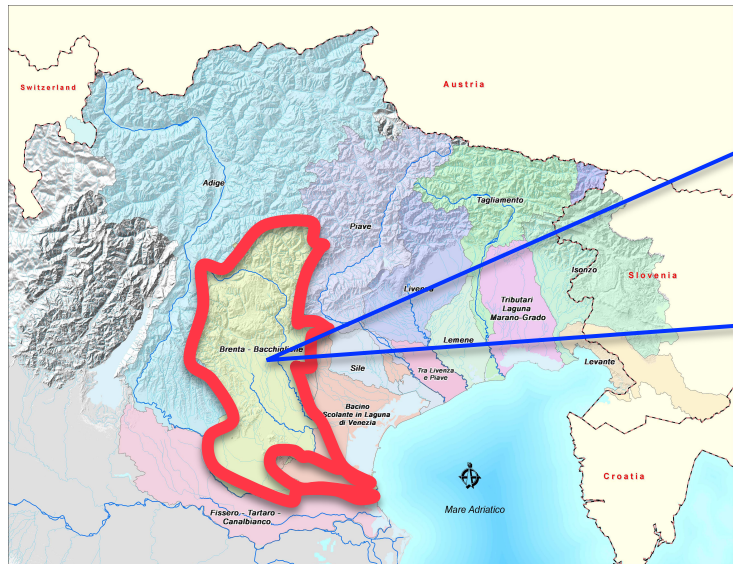 Switzerland
Austria
Adige
Tagliamento
Piave
Isonzo
Slovenia
Livenza
Tributari
Laguna
Marano-Grado
Lemene
Brenta - Bacchiglione
Levante
Sile
Tra Livenza
e Piave
Bacino
Scolante in Laguna
di Venezia
Croatia
Fissero - Tartaro -
Canalbianco
Mare Adriatico